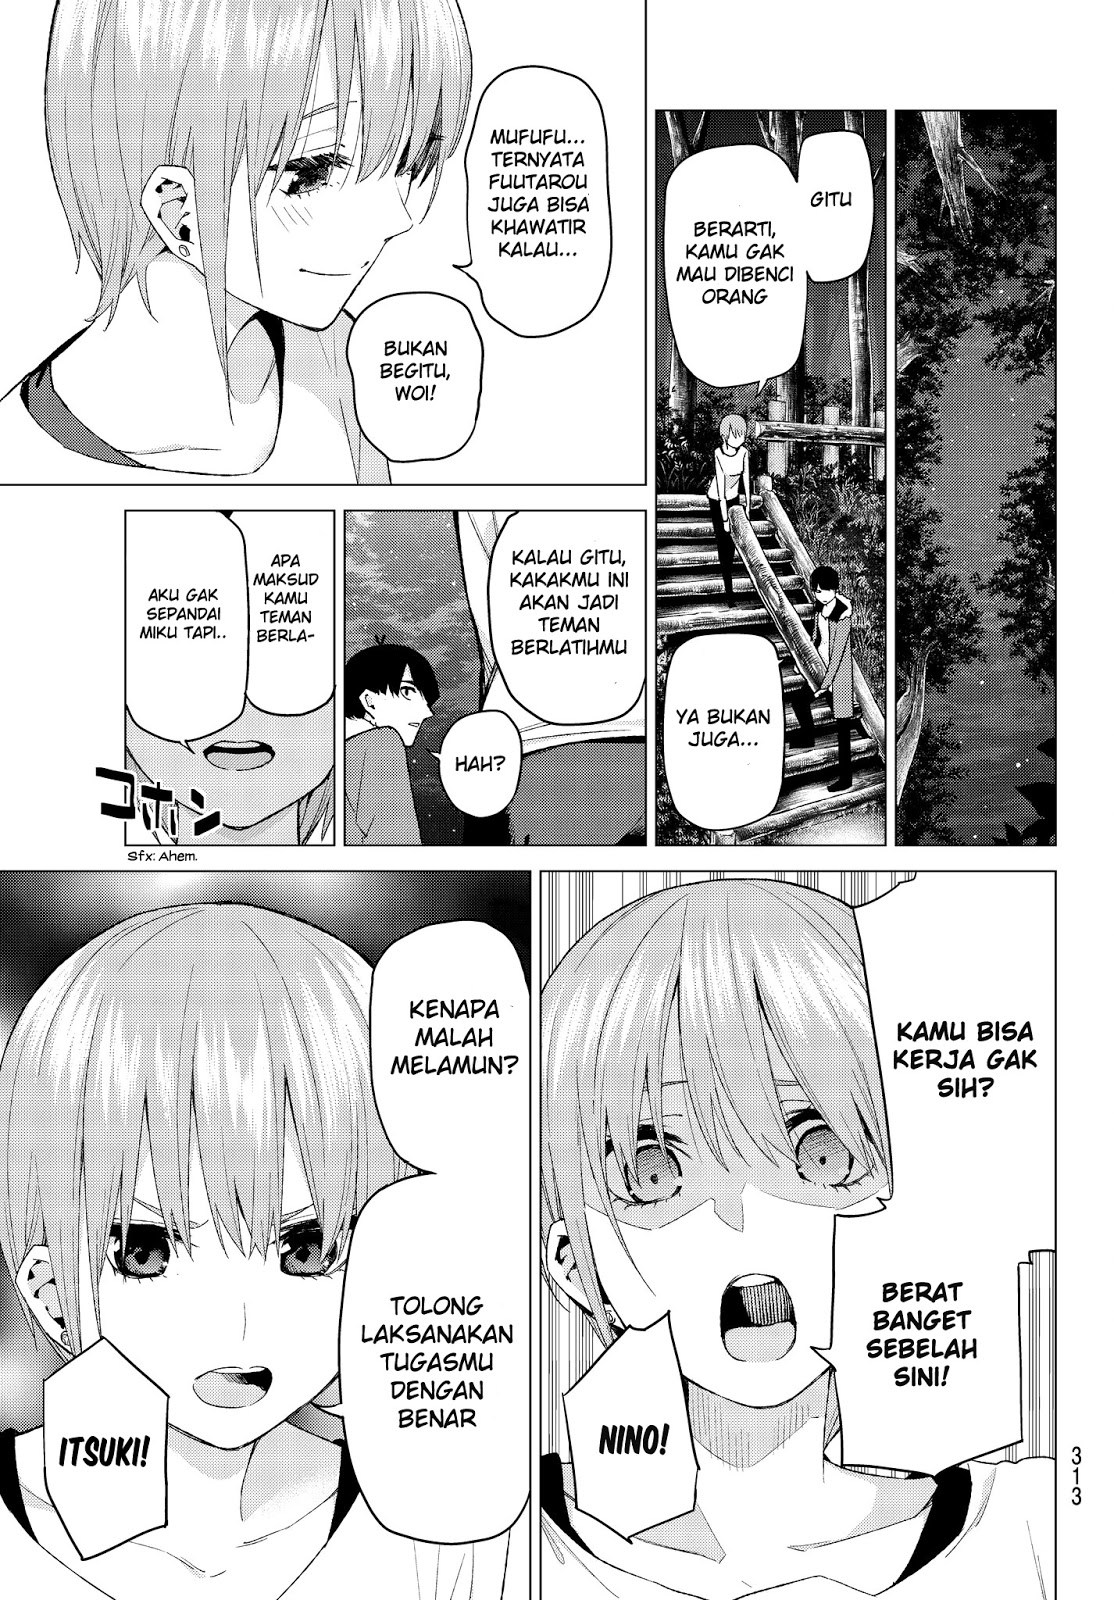 GITU
BERARTI,
KAMU GAK
MAU DIBENCI
ORANG
YA BUKAN
JUGA...
MUFUFU...
TERNYATA
FUUTAROU
JUGA BISA
KHAWATIR
KALAU...
BUKAN
BEGITU,
WOI!
KALAU GITU,
KAKAKMU INI
AKAN JADI
TEMAN
BERLATIHMU
HAH?
APA
MAKSUD
KAMU
TEMAN
BERLA-
AKU GAK
SEPANDAI
MIKU TAPI..
コホン
Sfx: Ahem.
KAMU BISA
KERJA GAK
SIH?
BERAT
BANGET
SEBELAH
SINI!
NINO!
KENAPA
MALAH
MELAMUN?
TOLONG
LAKSANAKAN
TUGASMU
DENGAN
BENAR
ITSUKI!
313